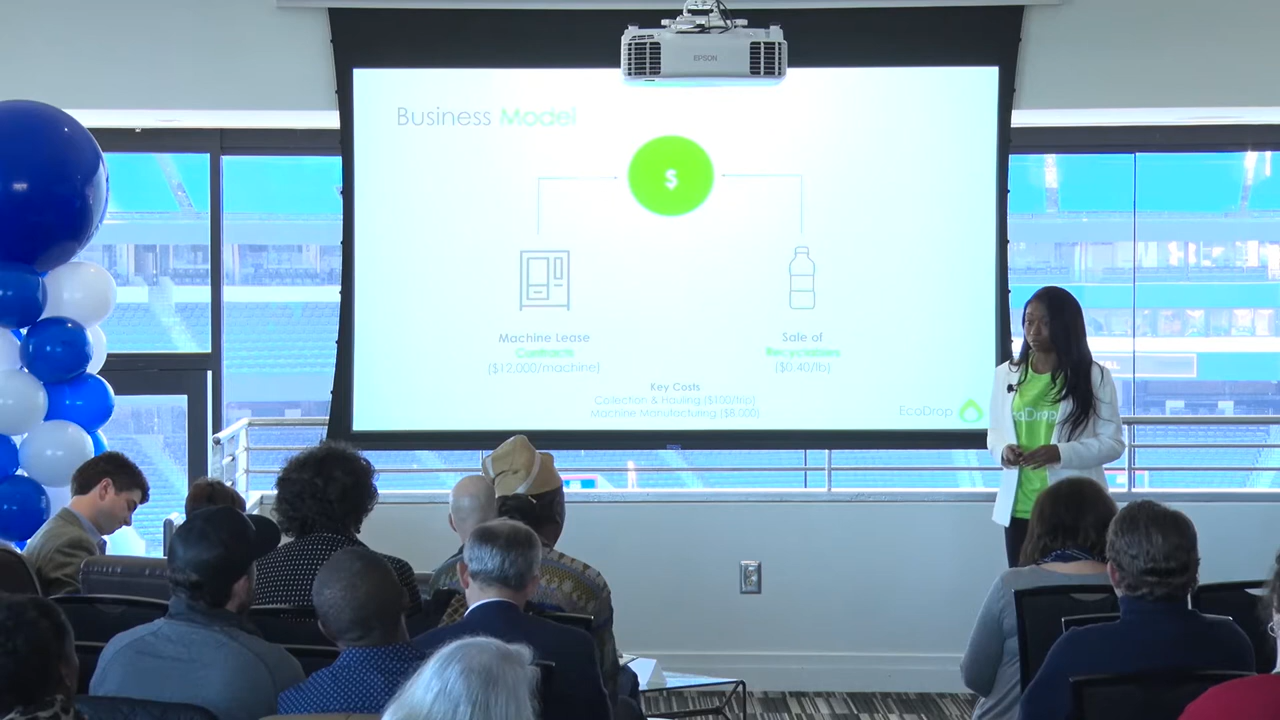 EPSON
Business Model
$
Machine Lease
Contracts
($12,000/machine)
Sale of
Recyclables
($0.40/lb)
Key Costs
Collection & Hauling ($100/trip)
Machine Manufacturing ($8,000)
EcoDrop